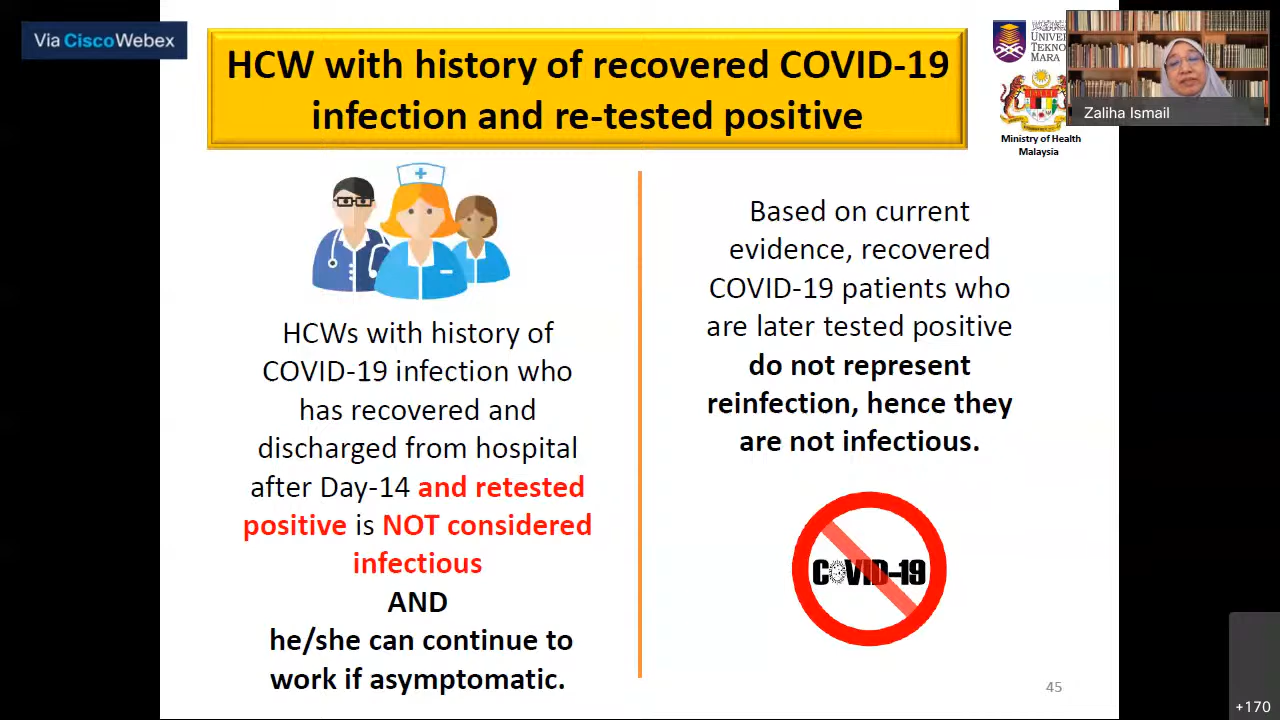 Via CiscoWebex
HCW with history of recovered COVID-19
infection and re-tested positive
UNIVER
TEKNO
MARA
Ministry of Health
Malaysia
Zaliha Ismail
HCWs with history of
COVID-19 infection who
has recovered and
discharged from hospital
after Day-14 and retested
positive is NOT considered
infectious
AND
he/she can continue to
work if asymptomatic.
Based on current
evidence, recovered
COVID-19 patients who
are later tested positive
do not represent
reinfection, hence they
are not infectious.
COVID-19
45
+170